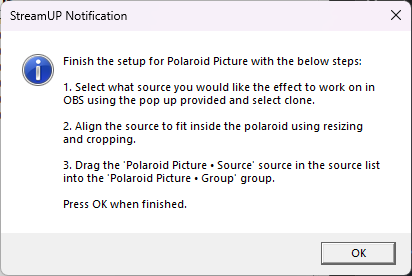 StreamUP Notification
Finish the setup for Polaroid Picture with the below steps:
1. Select what source you would like the effect to work on in
OBS using the pop up provided and select clone.
2. Align the source to fit inside the polaroid using resizing
and cropping.
3. Drag the 'Polaroid Picture • Source' source in the source list
into the 'Polaroid Picture • Group' group.
Press OK when finished.
OK